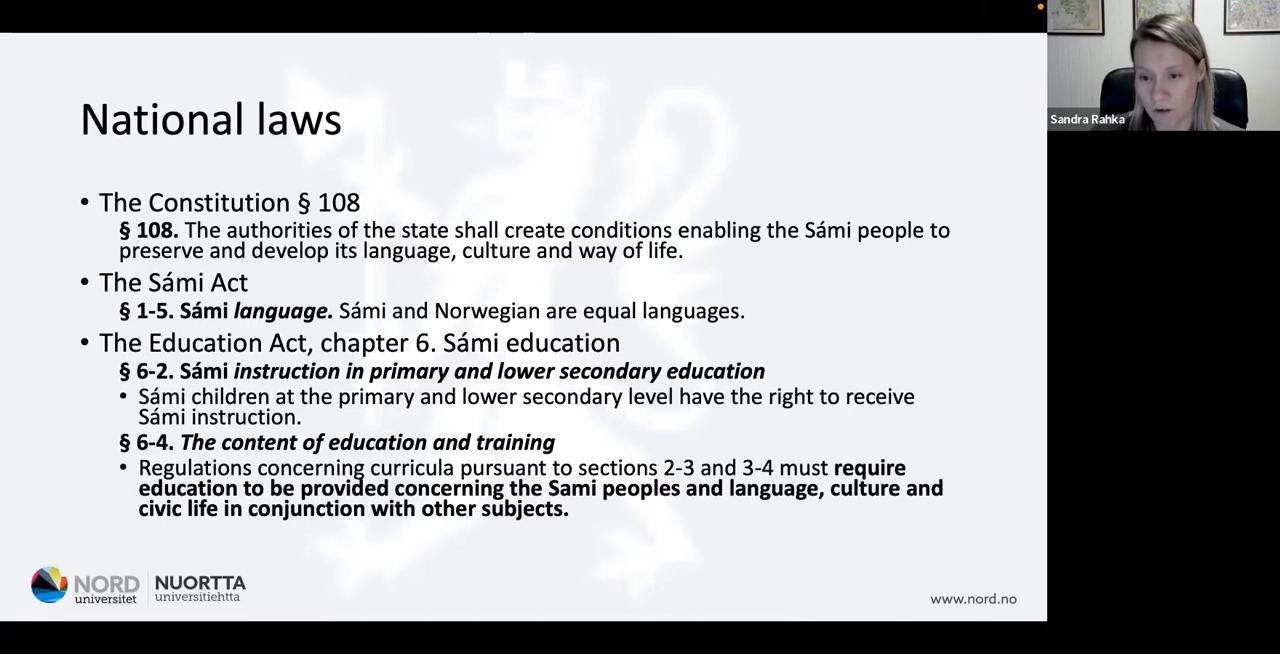 National laws
• The Constitution § 108
§ 108. The authorities of the state shall create conditions enabling the Sámi people to
preserve and develop its language, culture and way of life.
• The Sámi Act
§ 1-5. Sámi language. Sámi and Norwegian are equal languages.
• The Education Act, chapter 6. Sámi education
§ 6-2. Sámi instruction in primary and lower secondary education
• Sámi children at the primary and lower secondary level have the right to receive
Sámi instruction.
§ 6-4. The content of education and training
• Regulations concerning curricula pursuant to sections 2-3 and 3-4 must require
education to be provided concerning the Sami peoples and language, culture and
civic life in conjunction with other subjects.
NORD
universitet
NUORTTA
universitiehtta
www.nord.no
Sandra Rahka